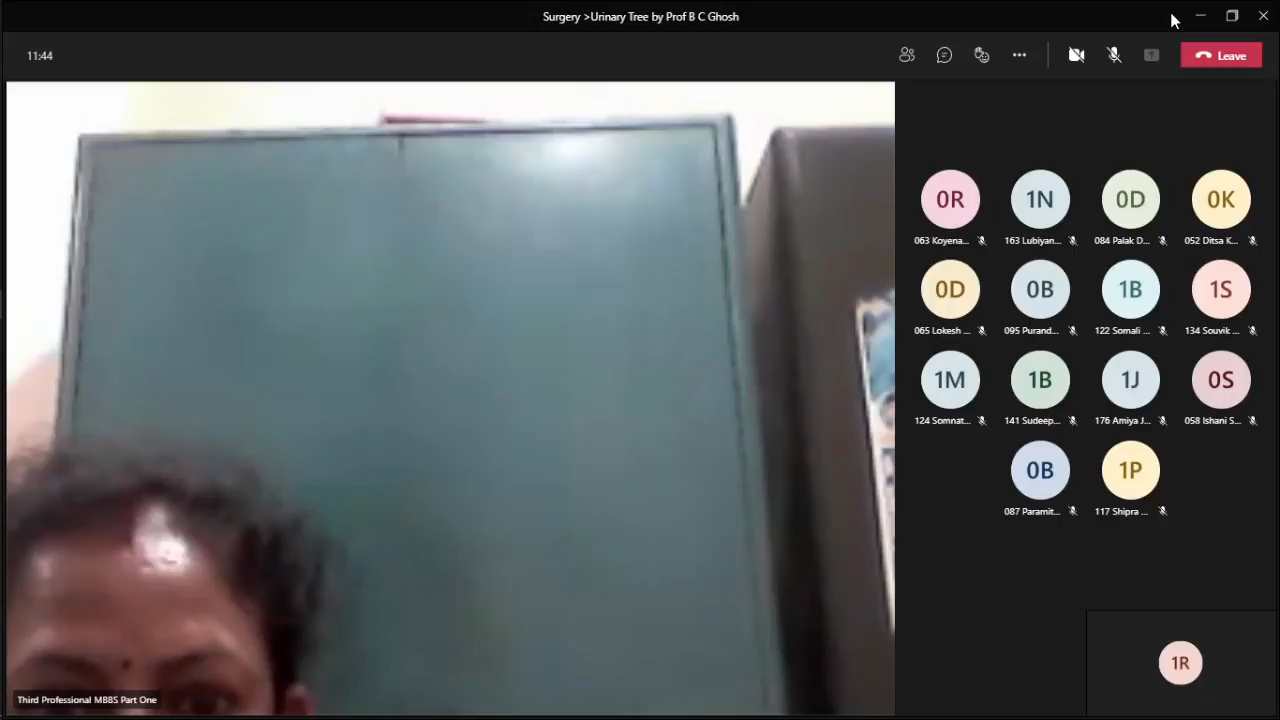 Surgery >Urinary Tree by Prof B C Ghosh
11:44
Leave
0R 1N 0D 0K
063 Koyena... 163 Lubiyan... 084 Palak D... 052 Ditsa K...
0D 0B 1B 1S
065 Lokesh ... 095 Purand... 122 Somali ... 134 Souvik ...
1M 1B 1J 0S
124 Somnat... 141 Sudeep... 176 Amiya J... 058 Ishani S...
0B 1P
087 Paramit... 117 Shipra ...
1R
Third Professional MBBS Part One